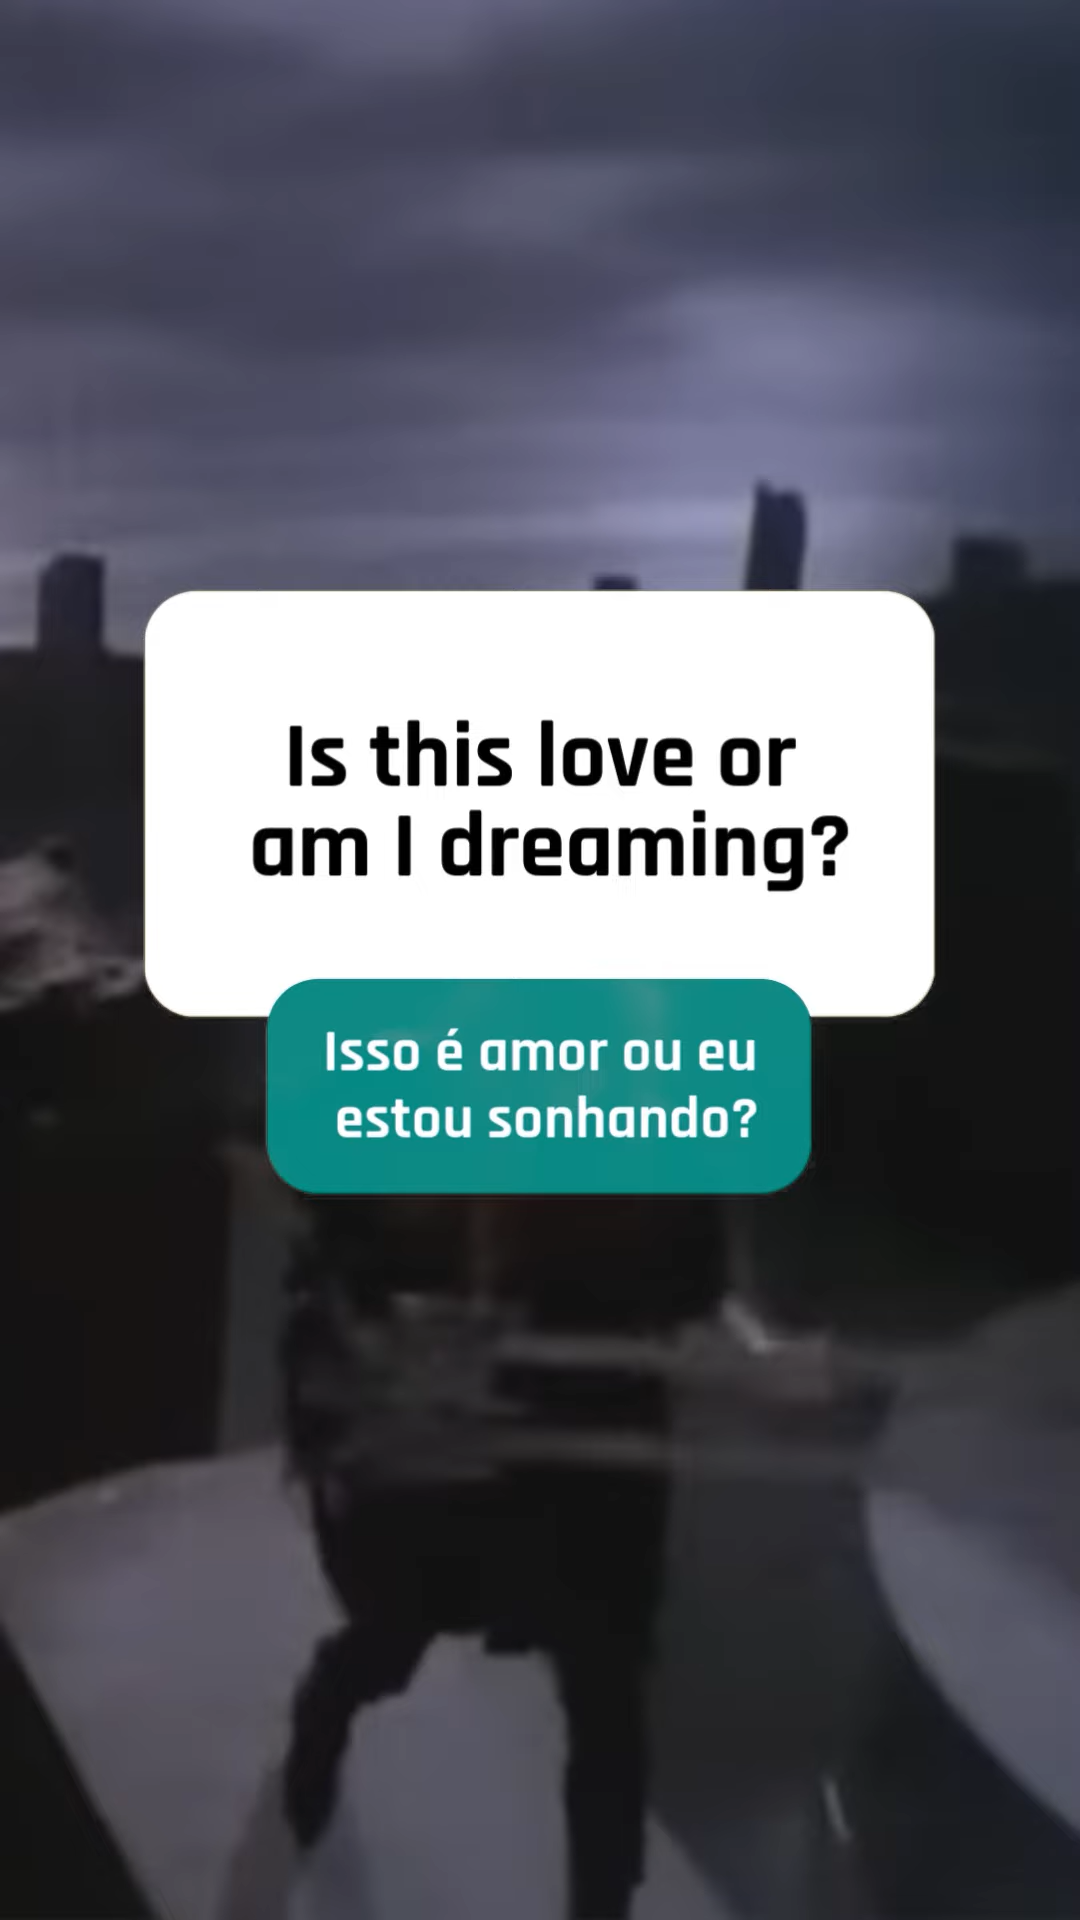 Is this love or
am I dreaming?
Isso é amor ou eu
estou sonhando?